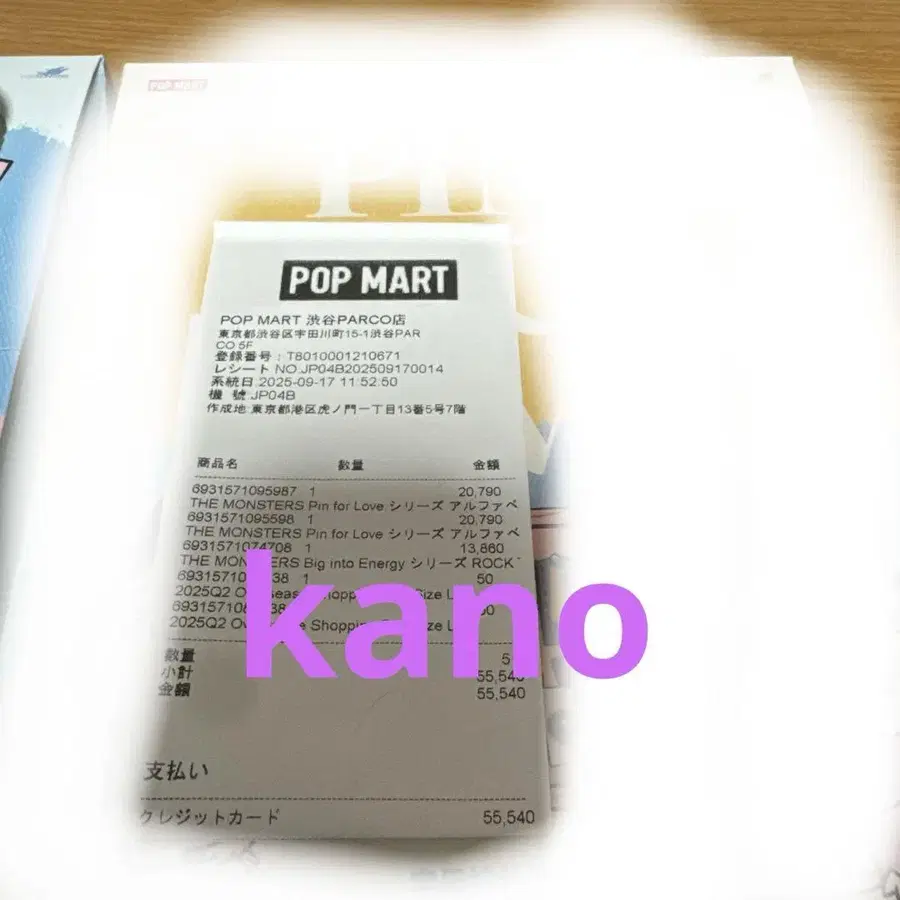 POP MART
POP MART
POP MART 渋谷PARCO店
東京都渋谷区宇田川町15-1渋谷PAR
CO 5F
登録番号：T8010001210671
レシート NO.JP04B202509170014
系統日:2025-09-17 11:52:50
機 號:JP04B
作成地:東京都港区虎ノ門一丁目13番5号7階
商品名 数量 金額
6931571095987 1 20,790
THE MONSTERS Pin for Love シリーズ アルファベ
6931571095598 1 20,790
THE MONSTERS Pin for Love シリーズ アルファベ
6931571074708 1 13,860
THE MONSTERS Big into Energy シリーズ ROCK
1 50
2025Q2
2025Q2 Shopping
kano
数量 5
小計 55,540
金額 55,540
支払い
クレジットカード 55,540